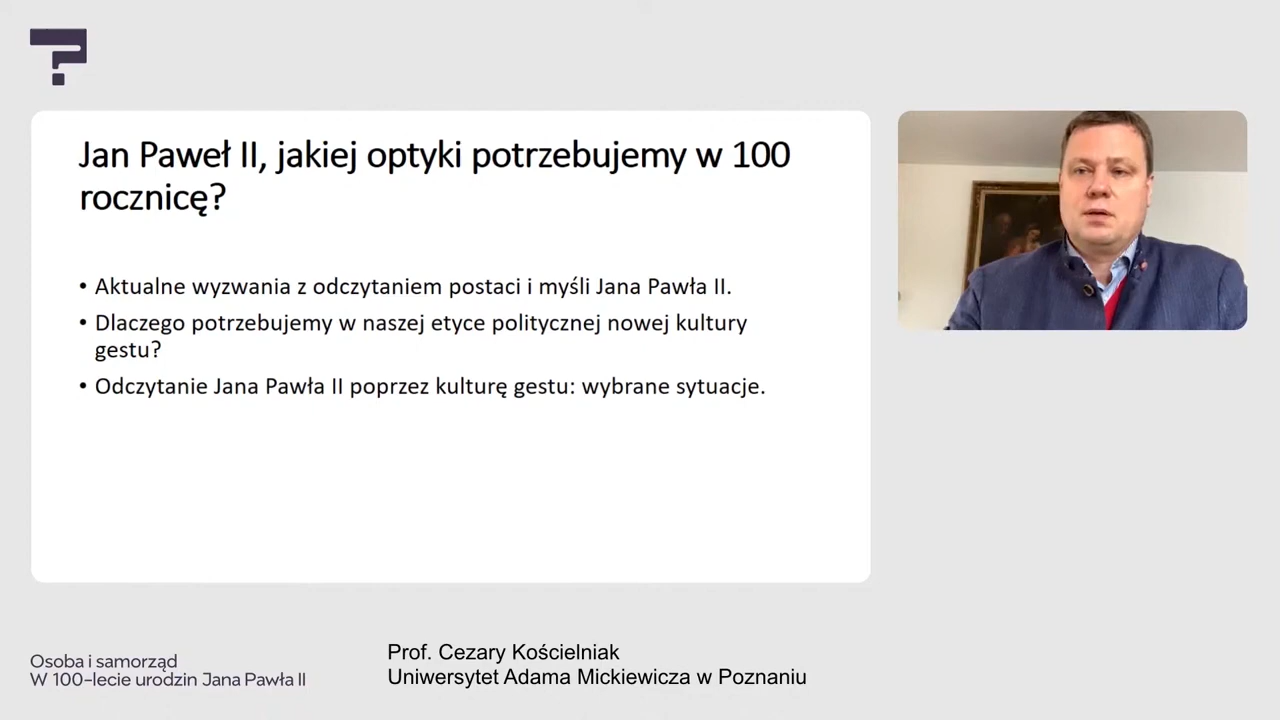 Jan Paweł II, jakiej optyki potrzebujemy w 100
rocznicę?
• Aktualne wyzwania z odczytaniem postaci i myśli Jana Pawła II.
• Dlaczego potrzebujemy w naszej etyce politycznej nowej kultury
gestu?
• Odczytanie Jana Pawła II poprzez kulturę gestu: wybrane sytuacje.
Osoba i samorząd
W 100-lecie urodzin Jana Pawła II
Prof. Cezary Kościelniak
Uniwersytet Adama Mickiewicza w Poznaniu